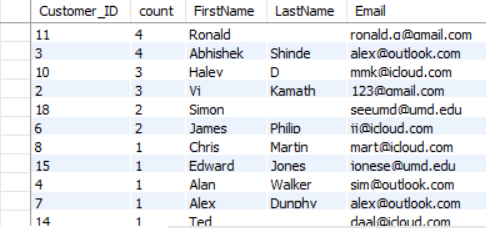 Customer_ID count FirstName LastName Email
11 4 Ronald ronald.g@gmail.com
3 4 Abhishek Shinde alex@outlook.com
10 3 Haley D mmk@icloud.com
2 3 Vi Kamath 123@gmail.com
18 2 Simon seeumd@umd.edu
6 2 James Philip jj@icloud.com
8 1 Chris Martin mart@icloud.com
15 1 Edward Jones jonese@umd.edu
4 1 Alan Walker sim@outlook.com
7 1 Alex Dunphy alex@outlook.com
14 1 Ted daal@icloud.com